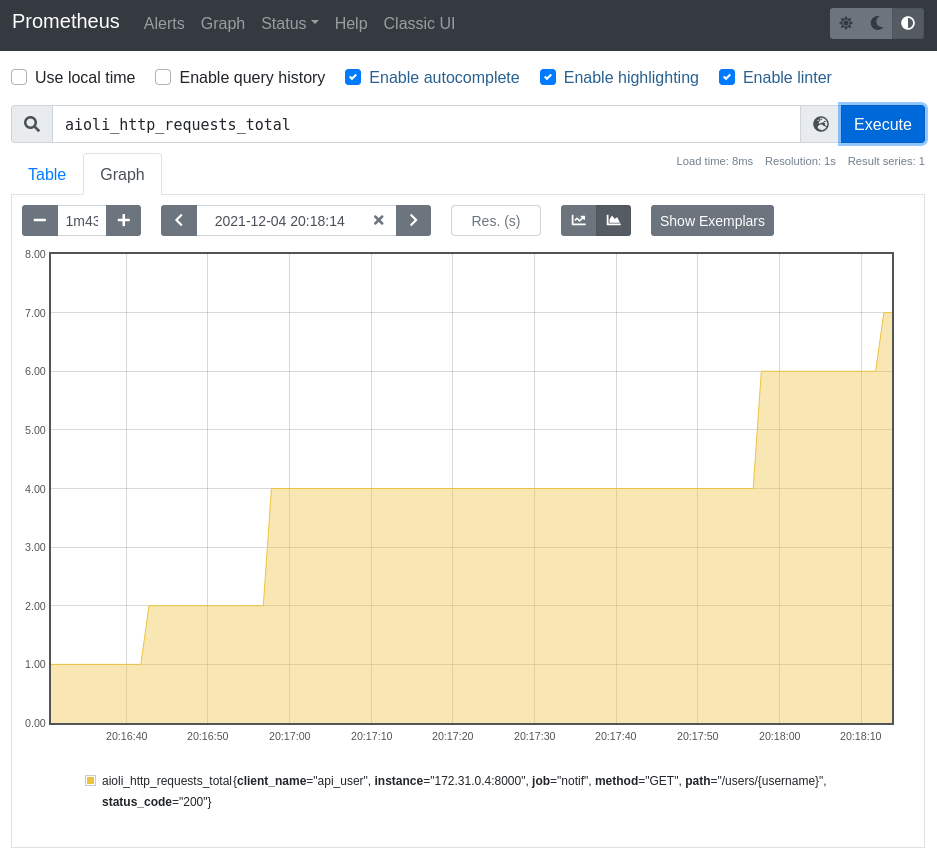 Prometheus Alerts Graph Status Help Classic UI
Use local time Enable query history Enable autocomplete Enable highlighting Enable linter
aioli_http_requests_total Execute
Load time: 8ms Resolution: 1s Result series: 1
Table Graph
1m43 2021-12-04 20:18:14 Res. (s) Show Exemplars
8.00
7.00
6.00
5.00
4.00
3.00
2.00
1.00
0.00
20:16:40 20:16:50 20:17:00 20:17:10 20:17:20 20:17:30 20:17:40 20:17:50 20:18:00 20:18:10
aioli_http_requests_total{client_name="api_user", instance="172.31.0.4:8000", job="notif", method="GET", path="/users/{username}",
status_code="200"}